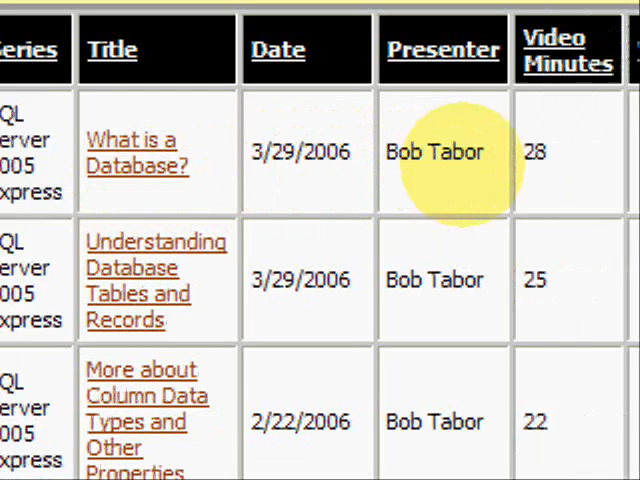 eries Title Date Presenter Video
Minutes
QL
erver
005
xpress
What is a
Database?
3/29/2006
Bob Tabor
28
QL
erver
005
xpress
Understanding
Database
Tables and
Records
3/29/2006
Bob Tabor
25
QL
erver
005
xpress
More about
Column Data
Types and
Other
Properties
2/22/2006
Bob Tabor
22